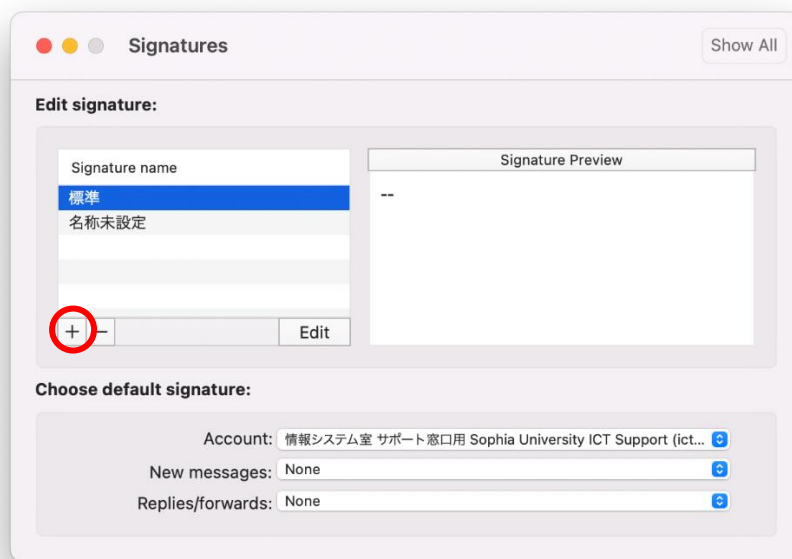 Signatures
Show All
Edit signature:
Signature name
Signature Preview
標準
--
名称未設定
+ −
Edit
Choose default signature:
Account: 情報システム室 サポート窓口用 Sophia University ICT Support (ict...
New messages: None
Replies/forwards: None